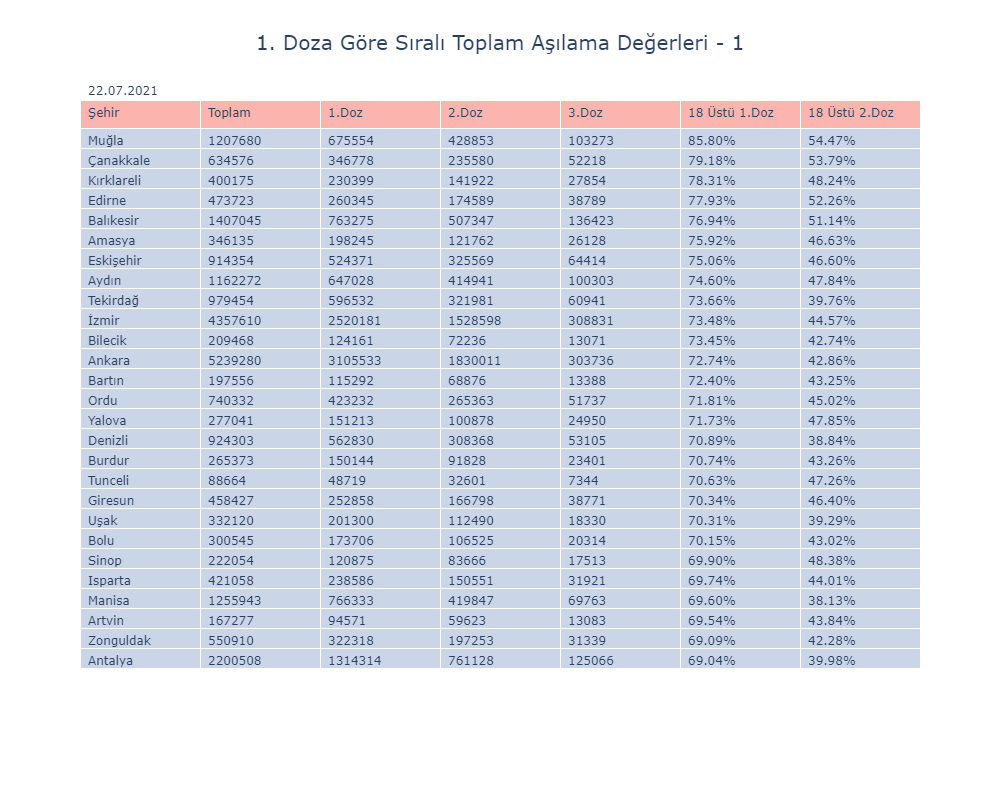 1. Doza Göre Sıralı Toplam Aşılama Değerleri - 1
22.07.2021
Şehir Toplam 1.Doz 2.Doz 3.Doz 18 Üstü 1.Doz 18 Üstü 2.Doz
Muğla 1207680 675554 428853 103273 85.80% 54.47%
Çanakkale 634576 346778 235580 52218 79.18% 53.79%
Kırklareli 400175 230399 141922 27854 78.31% 48.24%
Edirne 473723 260345 174589 38789 77.93% 52.26%
Balıkesir 1407045 763275 507347 136423 76.94% 51.14%
Amasya 346135 198245 121762 26128 75.92% 46.63%
Eskişehir 914354 524371 325569 64414 75.06% 46.60%
Aydın 1162272 647028 414941 100303 74.60% 47.84%
Tekirdağ 979454 596532 321981 60941 73.66% 39.76%
İzmir 4357610 2520181 1528598 308831 73.48% 44.57%
Bilecik 209468 124161 72236 13071 73.45% 42.74%
Ankara 5239280 3105533 1830011 303736 72.74% 42.86%
Bartın 197556 115292 68876 13388 72.40% 43.25%
Ordu 740332 423232 265363 51737 71.81% 45.02%
Yalova 277041 151213 100878 24950 71.73% 47.85%
Denizli 924303 562830 308368 53105 70.89% 38.84%
Burdur 265373 150144 91828 23401 70.74% 43.26%
Tunceli 88664 48719 32601 7344 70.63% 47.26%
Giresun 458427 252858 166798 38771 70.34% 46.40%
Uşak 332120 201300 112490 18330 70.31% 39.29%
Bolu 300545 173706 106525 20314 70.15% 43.02%
Sinop 222054 120875 83666 17513 69.90% 48.38%
Isparta 421058 238586 150551 31921 69.74% 44.01%
Manisa 1255943 766333 419847 69763 69.60% 38.13%
Artvin 167277 94571 59623 13083 69.54% 43.84%
Zonguldak 550910 322318 197253 31339 69.09% 42.28%
Antalya 2200508 1314314 761128 125066 69.04% 39.98%